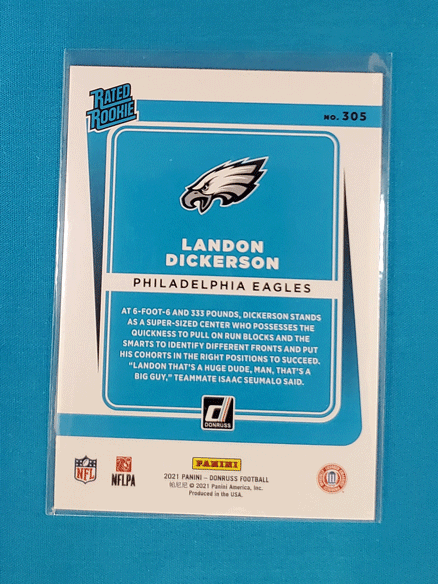 RATED
ROOKIE
NO. 305
LANDON
DICKERSON
PHILADELPHIA EAGLES
AT 6-FOOT-6 AND 333 POUNDS, DICKERSON STANDS
AS A SUPER-SIZED CENTER WHO POSSESSES THE
QUICKNESS TO PULL ON RUN BLOCKS AND THE
SMARTS TO IDENTIFY DIFFERENT FRONTS AND PUT
HIS COHORTS IN THE RIGHT POSITIONS TO SUCCEED.
"LANDON THAT'S A HUGE DUDE, MAN, THAT'S A
BIG GUY," TEAMMATE ISAAC SEUMALO SAID.
DONRUSS
PANINI
NFL
NFLPA
2021 PANINI – DONRUSS FOOTBALL
帕尼尼 © 2021 Panini America, Inc.
Produced in the USA.